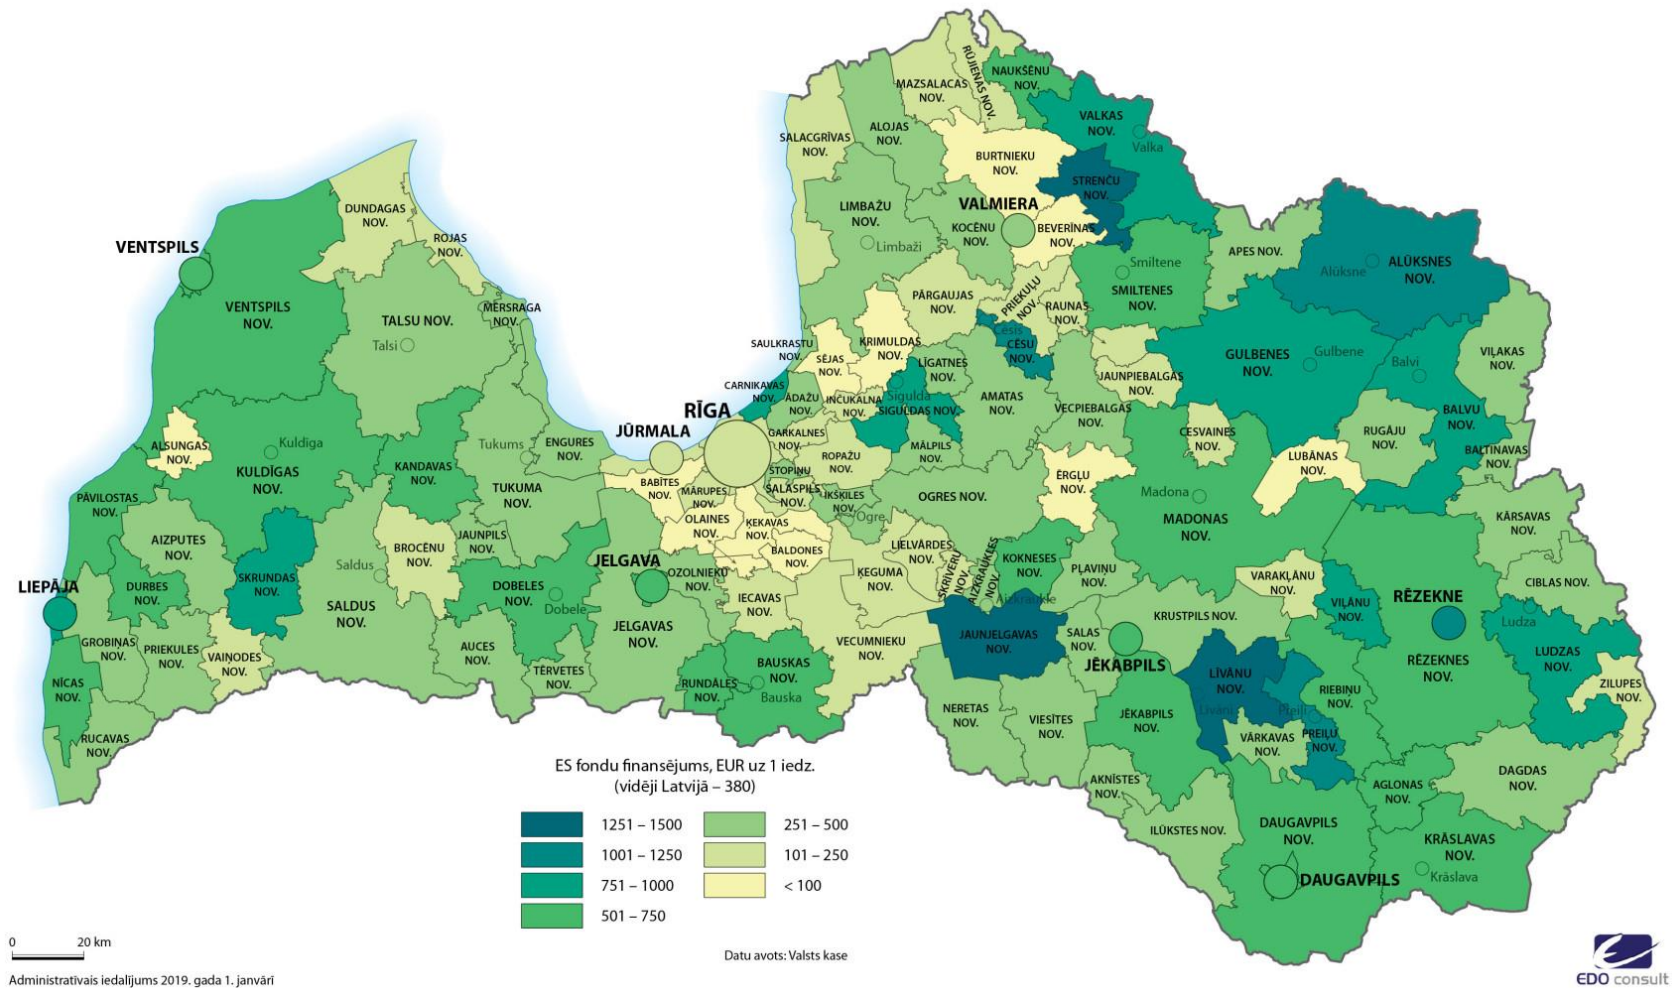 RŪJIENAS NOV.
NAUKŠĒNU
NOV.
MAZSALACAS
NOV.
VALKAS
NOV.
Valka
SALACGRĪVAS
NOV.
ALOJAS
NOV.
BURTNIEKU
NOV.
STRENČU
NOV.
DUNDAGAS
NOV.
ROJAS
NOV.
LIMBAŽU
NOV.
Limbaži
VALMIERA
KOCĒNU
NOV.
BEVERĪNAS
NOV.
VENTSPILS
VENTSPILS
NOV.
Smiltene
SMILTENES
NOV.
APES NOV.
Alūksne
ALŪKSNES
NOV.
TALSU NOV.
Talsi
MĒRSRAGA
NOV.
PĀRGAUJAS
NOV.
PRIEKUĻU
NOV.
RAUNAS
NOV.
Cēsis
CĒSU
NOV.
SAULKRASTU
NOV.
SĒJAS
NOV.
KRIMULDAS
NOV.
LĪGATNES
NOV.
JAUNPIEBALGAS
NOV.
GULBENES
NOV.
Gulbene
Balvi
VIĻAKAS
NOV.
CARNIKAVAS
NOV.
ĀDAŽU
NOV.
INČUKALNA
NOV.
Sigulda
SIGULDAS NOV.
AMATAS
NOV.
VECPIEBALGAS
NOV.
BALVU
NOV.
RĪGA
JŪRMALA
GARKALNES
NOV.
MĀLPILS
NOV.
CESVAINES
NOV.
RUGĀJU
NOV.
BALTINAVAS
NOV.
ALSUNGAS
NOV.
Kuldīga
KULDĪGAS
NOV.
KANDAVAS
NOV.
Tukums
ENGURES
NOV.
TUKUMA
NOV.
BABĪTES
NOV.
MĀRUPES
NOV.
STOPIŅU
NOV.
SALASPILS
NOV.
ROPAŽU
NOV.
IKŠĶILES
NOV.
Ogre
OGRES NOV.
ĒRGĻU
NOV.
LUBĀNAS
NOV.
Madona
MADONAS
NOV.
KĀRSAVAS
NOV.
PĀVILOSTAS
NOV.
AIZPUTES
NOV.
OLAINES
NOV.
ĶEKAVAS
NOV.
BALDONES
NOV.
JAUNPILS
NOV.
BROCĒNU
NOV.
Saldus
SALDUS
NOV.
SKRUNDAS
NOV.
DURBES
NOV.
LIEPĀJA
DOBELES
NOV.
Dobele
JELGAVA
OZOLNIEKU
NOV.
IECAVAS
NOV.
ĶEGUMA
NOV.
LIELVĀRDES
NOV.
SKRĪVERU
NOV.
AIZKRAUKLES
NOV.
Aizkraukle
KOKNESES
NOV.
PĻAVIŅU
NOV.
VARAKĻĀNU
NOV.
VIĻĀNU
NOV.
RĒZEKNE
CIBLAS NOV.
Ludza
LUDZAS
NOV.
ZILUPES
NOV.
GROBIŅAS
NOV.
PRIEKULES
NOV.
VAIŅODES
NOV.
NĪCAS
NOV.
RUCAVAS
NOV.
AUCES
NOV.
TĒRVETES
NOV.
JELGAVAS
NOV.
RUNDĀLES
NOV.
BAUSKAS
NOV.
Bauska
VECUMNIEKU
NOV.
JAUNJELGAVAS
NOV.
SALAS
NOV.
JĒKABPILS
KRUSTPILS NOV.
LĪVĀNU
NOV.
Līvāni
Preiļi
PREIĻU
NOV.
RIEBIŅU
NOV.
RĒZEKNES
NOV.
NERETAS
NOV.
VIESĪTES
NOV.
JĒKABPILS
NOV.
VĀRKAVAS
NOV.
AKNĪSTES
NOV.
ILŪKSTES NOV.
DAUGAVPILS
NOV.
DAUGAVPILS
AGLONAS
NOV.
DAGDAS
NOV.
KRĀSLAVAS
NOV.
Krāslava
ES fondu finansējums, EUR uz 1 iedz.
(vidēji Latvijā – 380)
1251 – 1500
1001 – 1250
751 – 1000
501 – 750
251 – 500
101 – 250
< 100
Datu avots: Valsts kase
0 20 km
Administratīvais iedalījums 2019. gada 1. janvārī
EDO consult